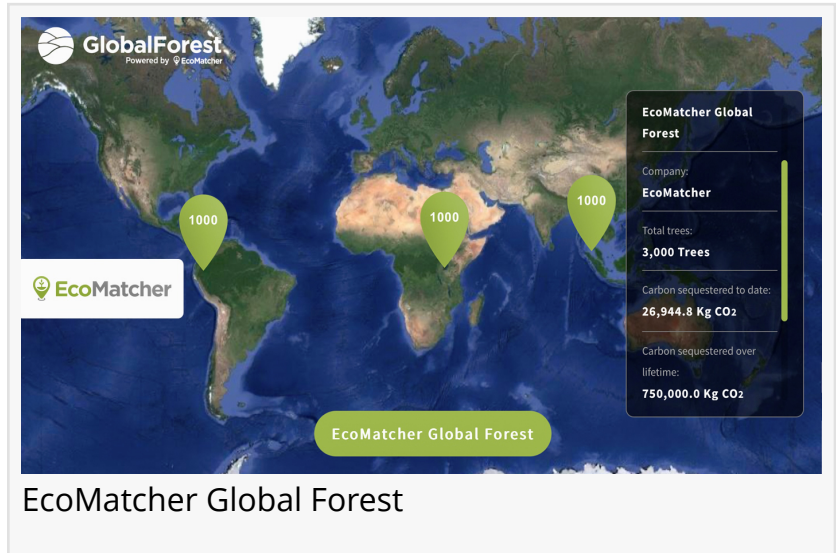 GlobalForest
Powered by EcoMatcher
EcoMatcher Global
Forest
Company:
EcoMatcher
Total trees:
3,000 Trees
Carbon sequestered to date:
26,944.8 Kg CO2
Carbon sequestered over
lifetime:
750,000.0 Kg CO2
1000
1000
1000
EcoMatcher
EcoMatcher Global Forest
EcoMatcher Global Forest